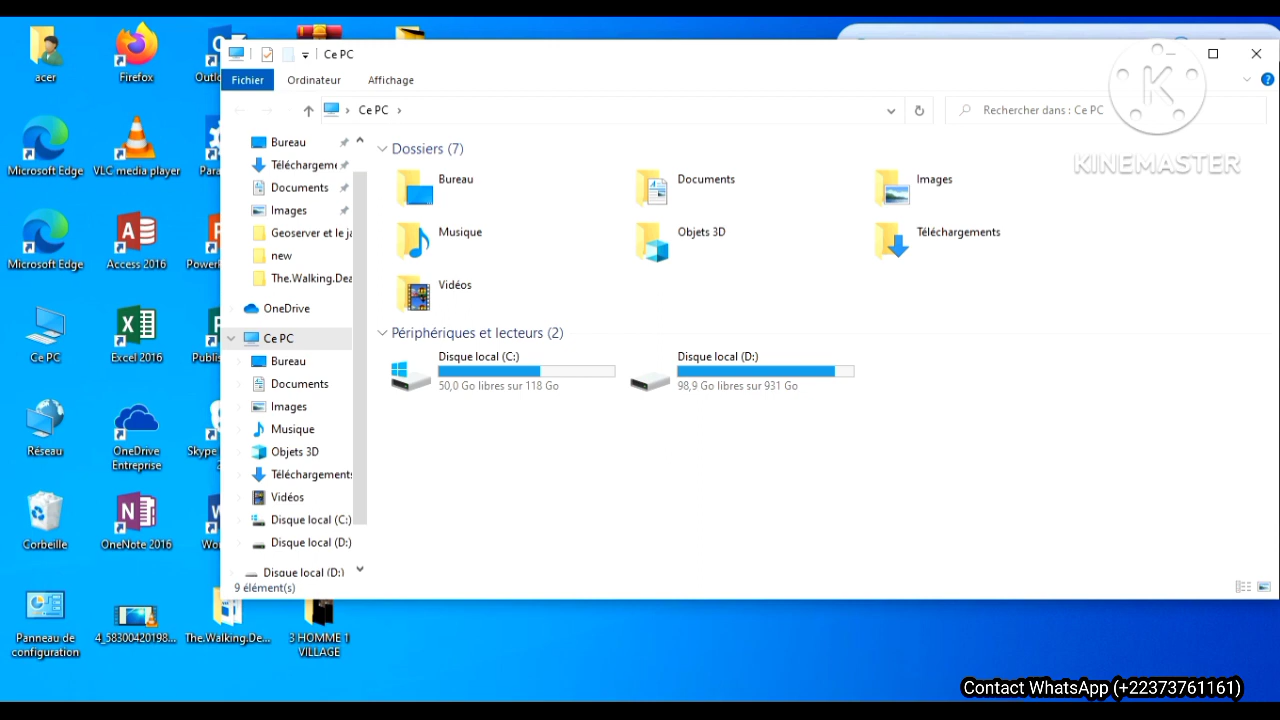 acer
Firefox
Microsoft Edge
VLC media player
Microsoft Edge
Access 2016
Ce PC
Excel 2016
Réseau
OneDrive
Entreprise
Corbeille
OneNote 2016
Panneau de
configuration
4_58300420198...
The.Walking.De...
3 HOMME 1
VILLAGE
Ce PC
Fichier
Ordinateur
Affichage
Ce PC
Rechercher dans : Ce PC
Bureau
Téléchargeme
Documents
Images
Geoserver et le ja
new
The.Walking.Dea
OneDrive
Ce PC
Bureau
Documents
Images
Musique
Objets 3D
Téléchargements
Vidéos
Disque local (C:)
Disque local (D:)
Disque local (D:)
9 élément(s)
Dossiers (7)
Bureau
Documents
Images
Musique
Objets 3D
Téléchargements
Vidéos
Périphériques et lecteurs (2)
Disque local (C:)
50,0 Go libres sur 118 Go
Disque local (D:)
98,9 Go libres sur 931 Go
K
KINEMASTER
Contact WhatsApp (+22373761161)